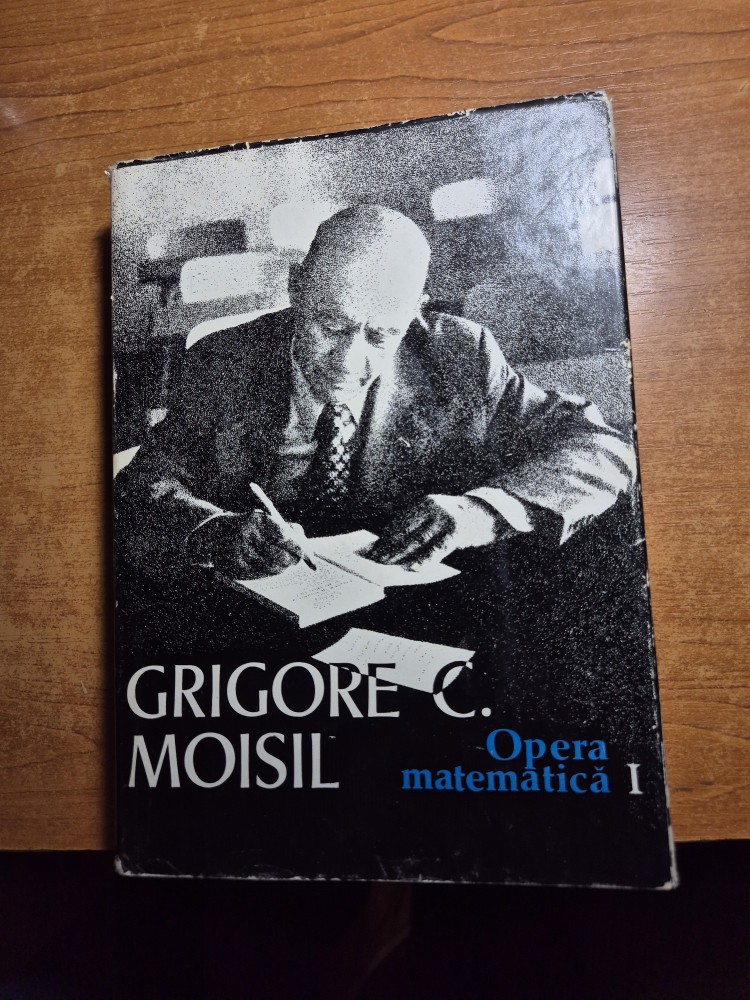 GRIGORE C.
MOISIL
Opera
matematică I